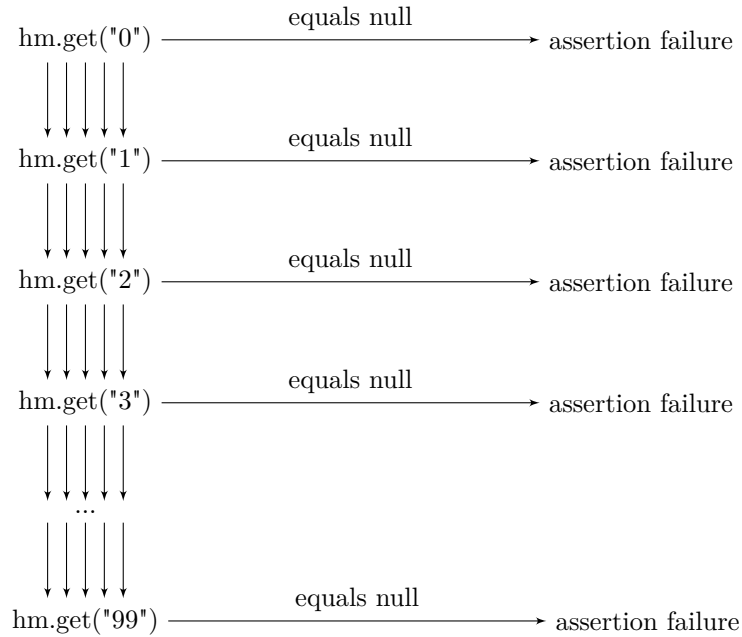 hm.get("0") equals null assertion failure
hm.get("1") equals null assertion failure
hm.get("2") equals null assertion failure
hm.get("3") equals null assertion failure
...
hm.get("99") equals null assertion failure